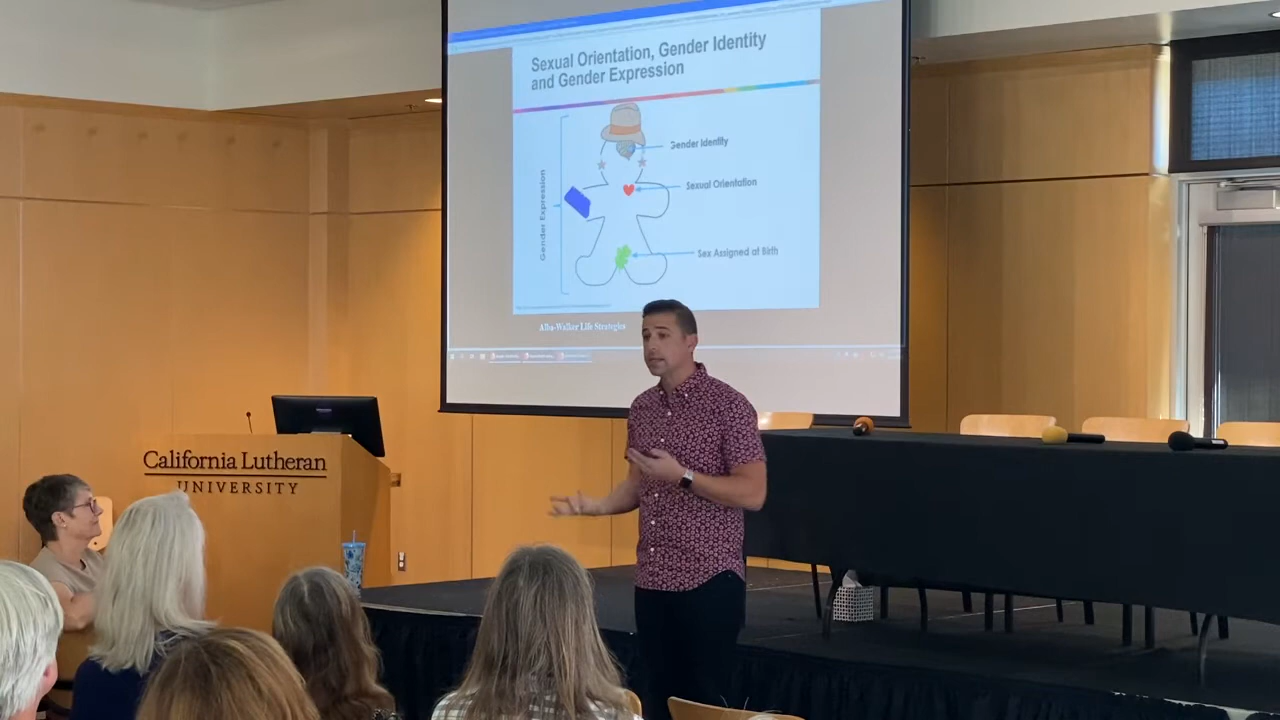 Sexual Orientation, Gender Identity
and Gender Expression
Gender Identity
Sexual Orientation
Gender Expression
Sex Assigned at Birth
California Lutheran
UNIVERSITY